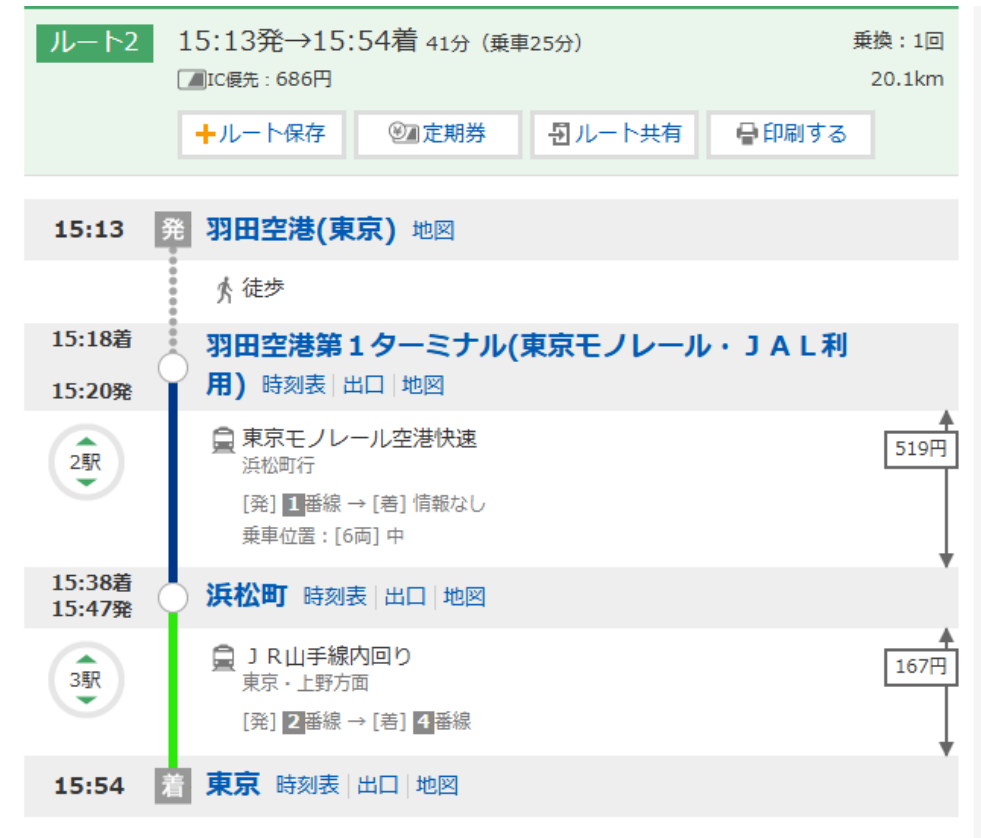 ルート2
15:13発→15:54着 41分（乗車25分）
乗換：1回
IC優先：686円
20.1km
ルート保存
定期券
ルート共有
印刷する
15:13
発
羽田空港(東京) 地図
徒歩
15:18着
15:20発
羽田空港第１ターミナル(東京モノレール・ＪＡＬ利
用) 時刻表 出口 地図
2駅
東京モノレール空港快速
浜松町行
[発] 1番線 → [着] 情報なし
乗車位置：[6両] 中
519円
15:38着
15:47発
浜松町 時刻表 出口 地図
3駅
ＪＲ山手線内回り
東京・上野方面
[発] 2番線 → [着] 4番線
167円
15:54
着
東京 時刻表 出口 地図